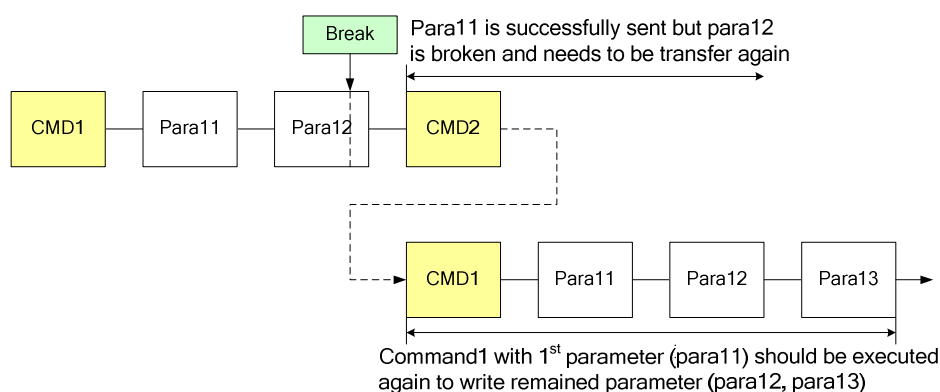 Break
Para11 is successfully sent but para12
is broken and needs to be transfer again
CMD1
Para11
Para12
CMD2
CMD1
Para11
Para12
Para13
Command1 with 1st parameter (para11) should be executed
again to write remained parameter (para12, para13)